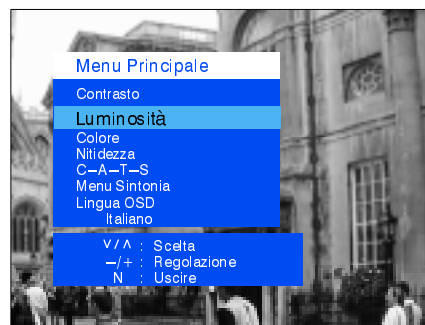 Menu Principale
Contrasto
Luminosità
Colore
Nitidezza
C–A–T–S
Menu Sintonia
Lingua OSD
Italiano
∨/∧ : Scelta
–/+ : Regolazione
N : Uscire